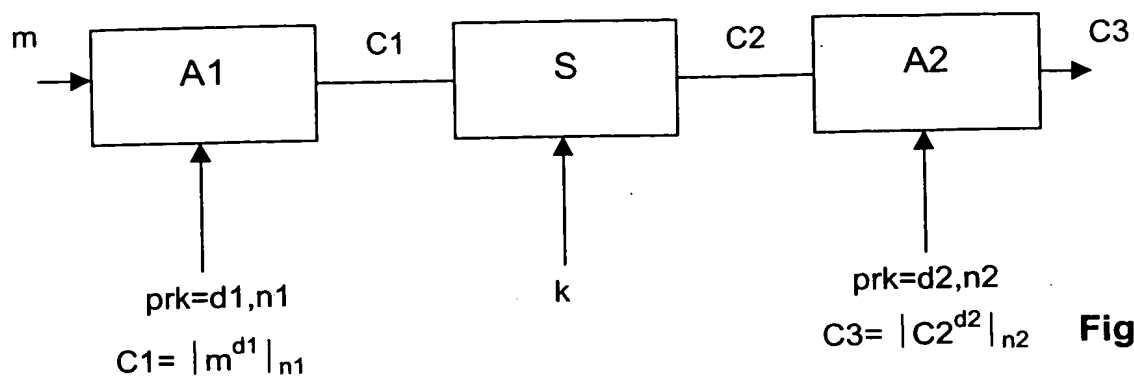 m
A1
C1
S
C2
A2
C3
prk=d1,n1
k
prk=d2,n2
C1= |m^d1|_n1
C3= |C2^d2|_n2
Fig